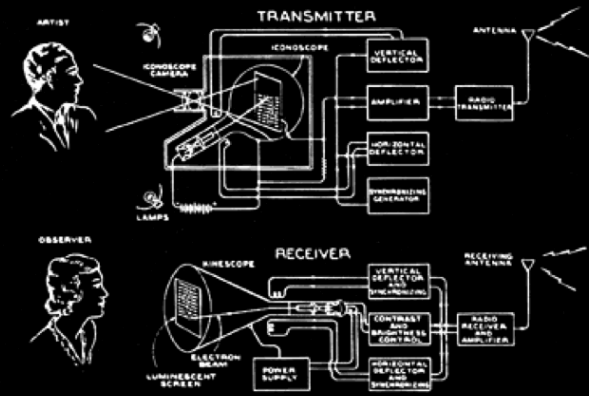 TRANSMITTER
ARTIST
ICONOSCOPE
CAMERA
ICONOSCOPE
VERTICAL
DEFLECTOR
ANTENNA
AMPLIFIER
RADIO
TRANSMITTER
HORIZONTAL
DEFLECTOR
SYNCHRONIZING
GENERATOR
LAMPS
OBSERVER
RECEIVER
KINESCOPE
VERTICAL
DEFLECTOR
AND
SYNCHRONIZING
RECEIVING
ANTENNA
CONTRAST
AND
BRIGHTNESS
CONTROL
RADIO
RECEIVER
AND
AMPLIFIER
ELECTRON
BEAM
LUMINESCENT
SCREEN
POWER
SUPPLY
HORIZONTAL
DEFLECTOR
AND
SYNCHRONIZING